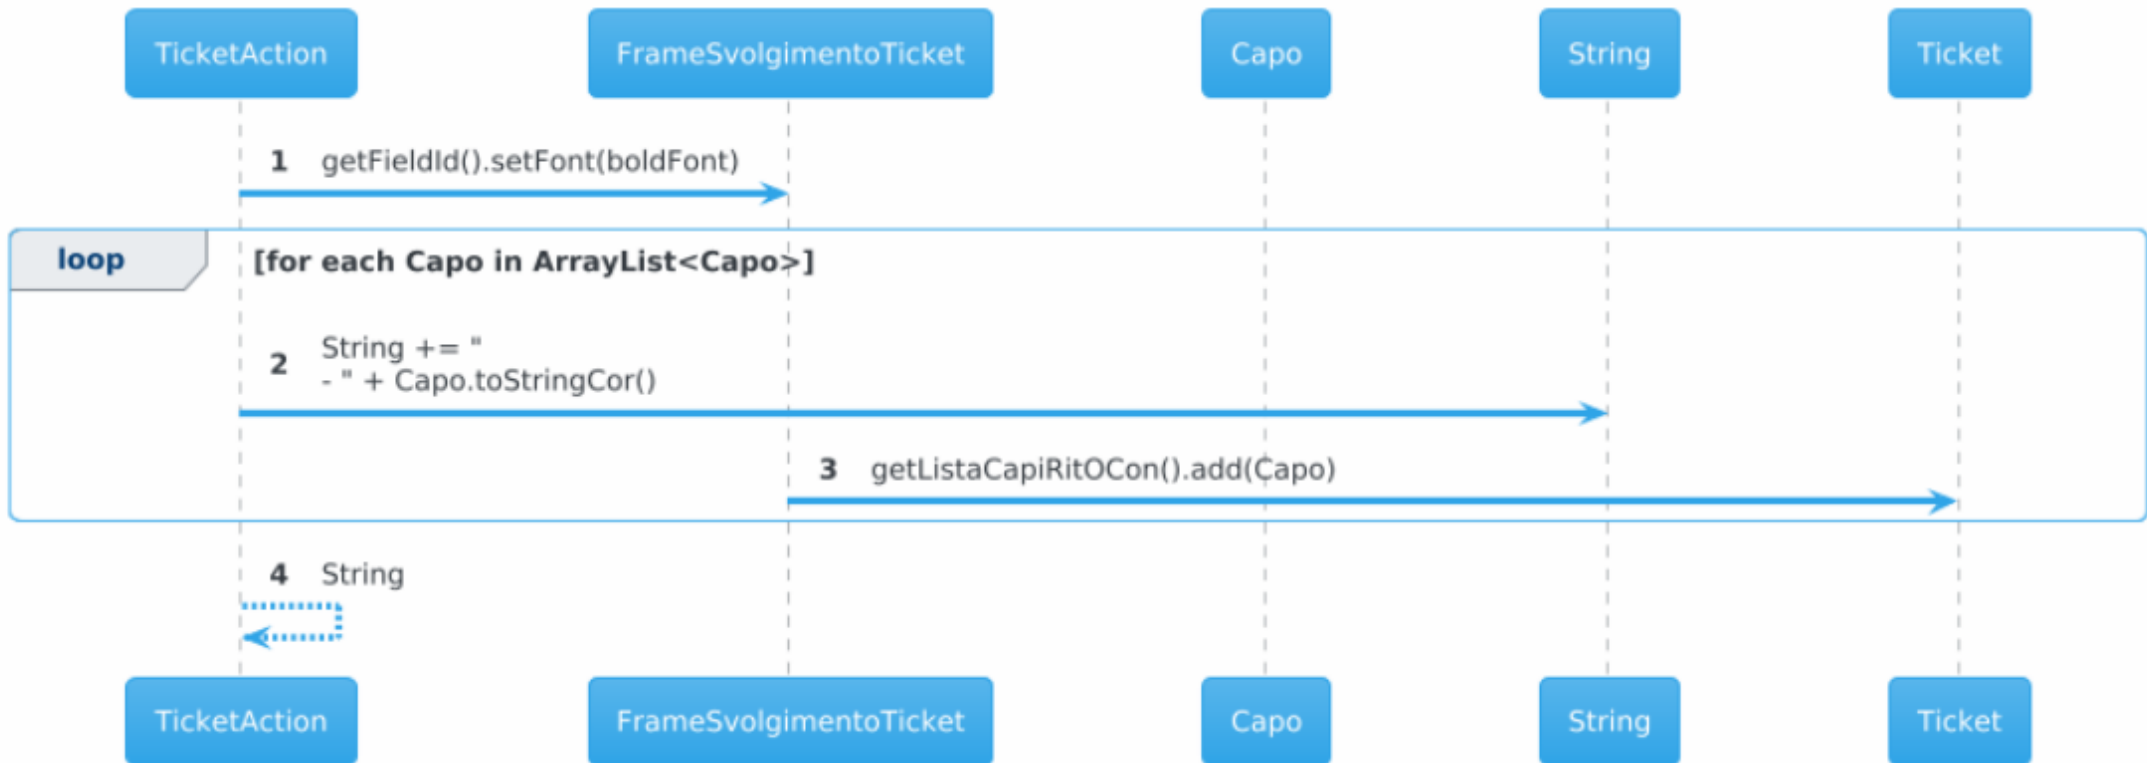 TicketAction FrameSvolgimentoTicket Capo String Ticket
1 getFieldId().setFont(boldFont)
loop [for each Capo in ArrayList<Capo>]
2 String += "
- " + Capo.toStringCor()
3 getListaCapiRitOCon().add(Capo)
4 String
TicketAction FrameSvolgimentoTicket Capo String Ticket